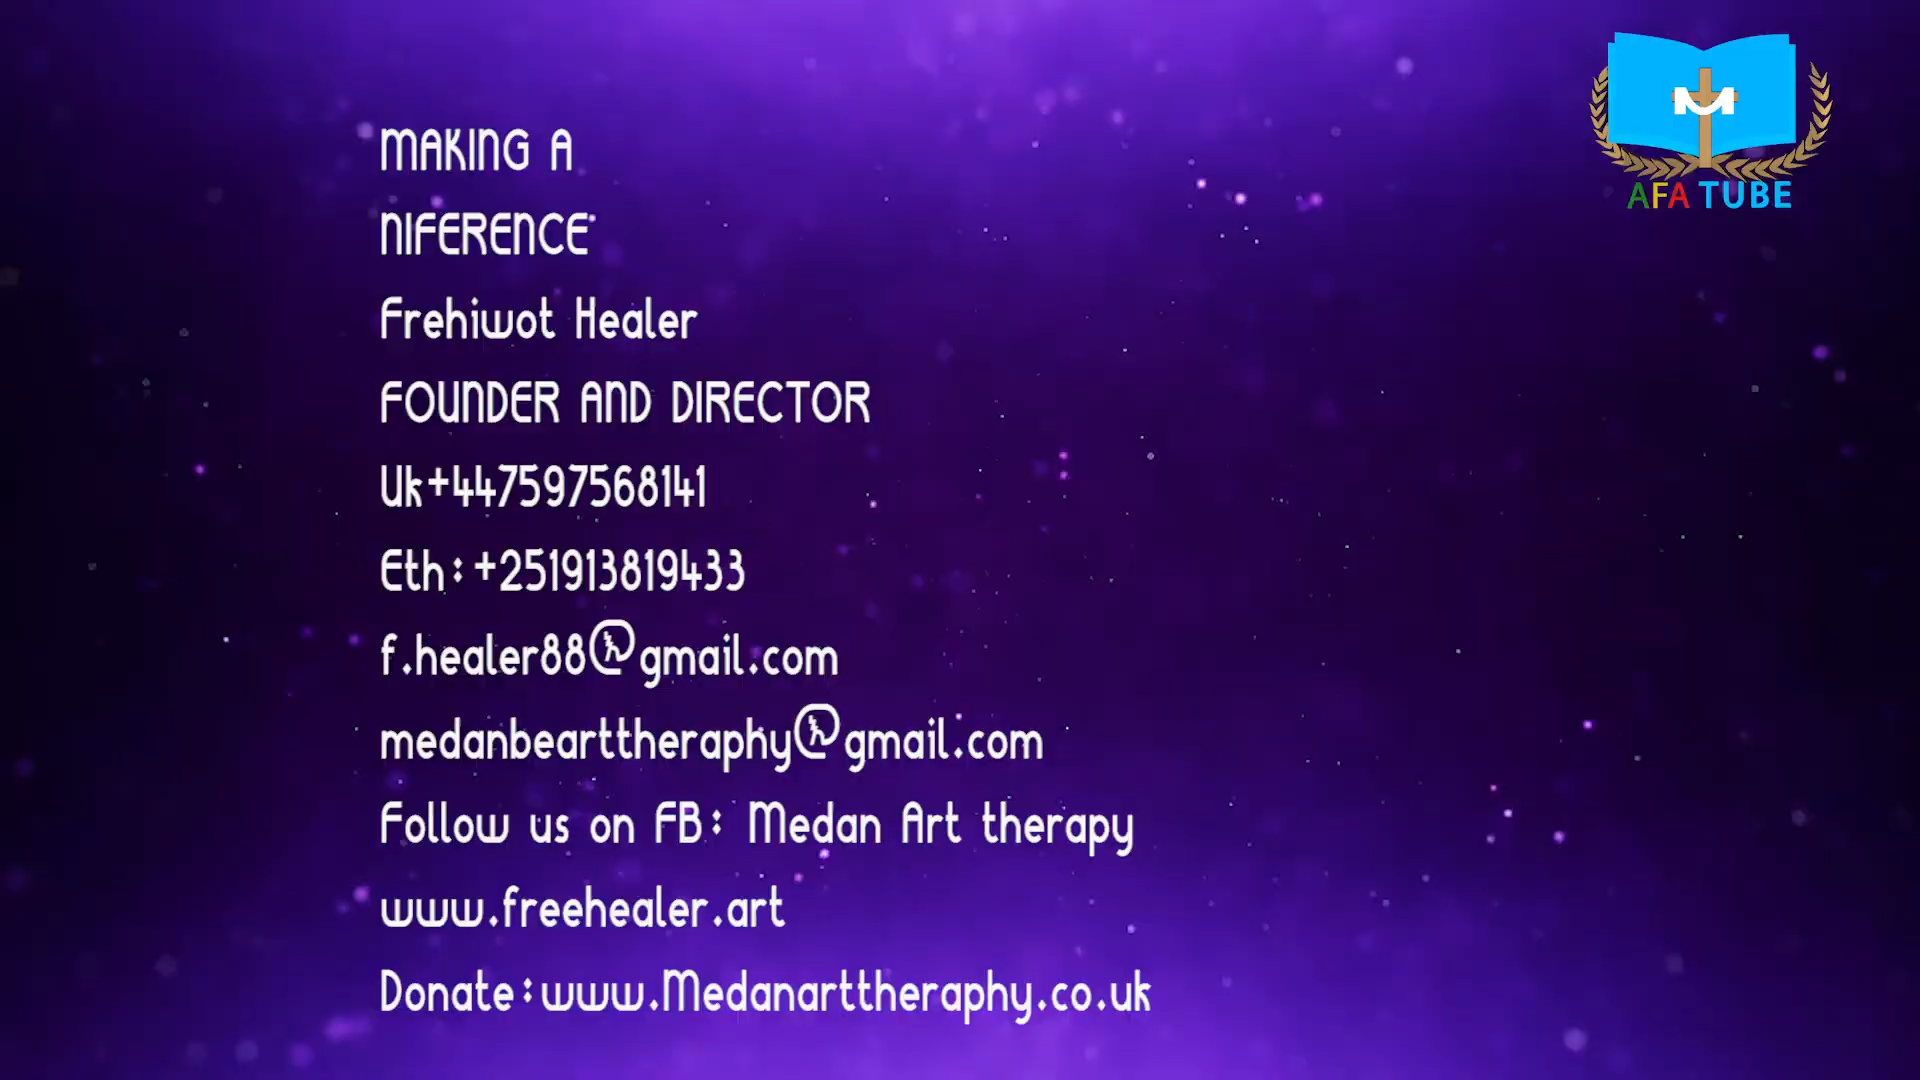 MAKING A
NIFERENCE
Frehiwot Healer
FOUNDER AND DIRECTOR
Uk+447597568141
Eth:+251913819433
f.healer88@gmail.com
medanbearttheraphy@gmail.com
Follow us on FB: Medan Art therapy
www.freehealer.art
Donate:www.Medanarttheraphy.co.uk
AFA TUBE